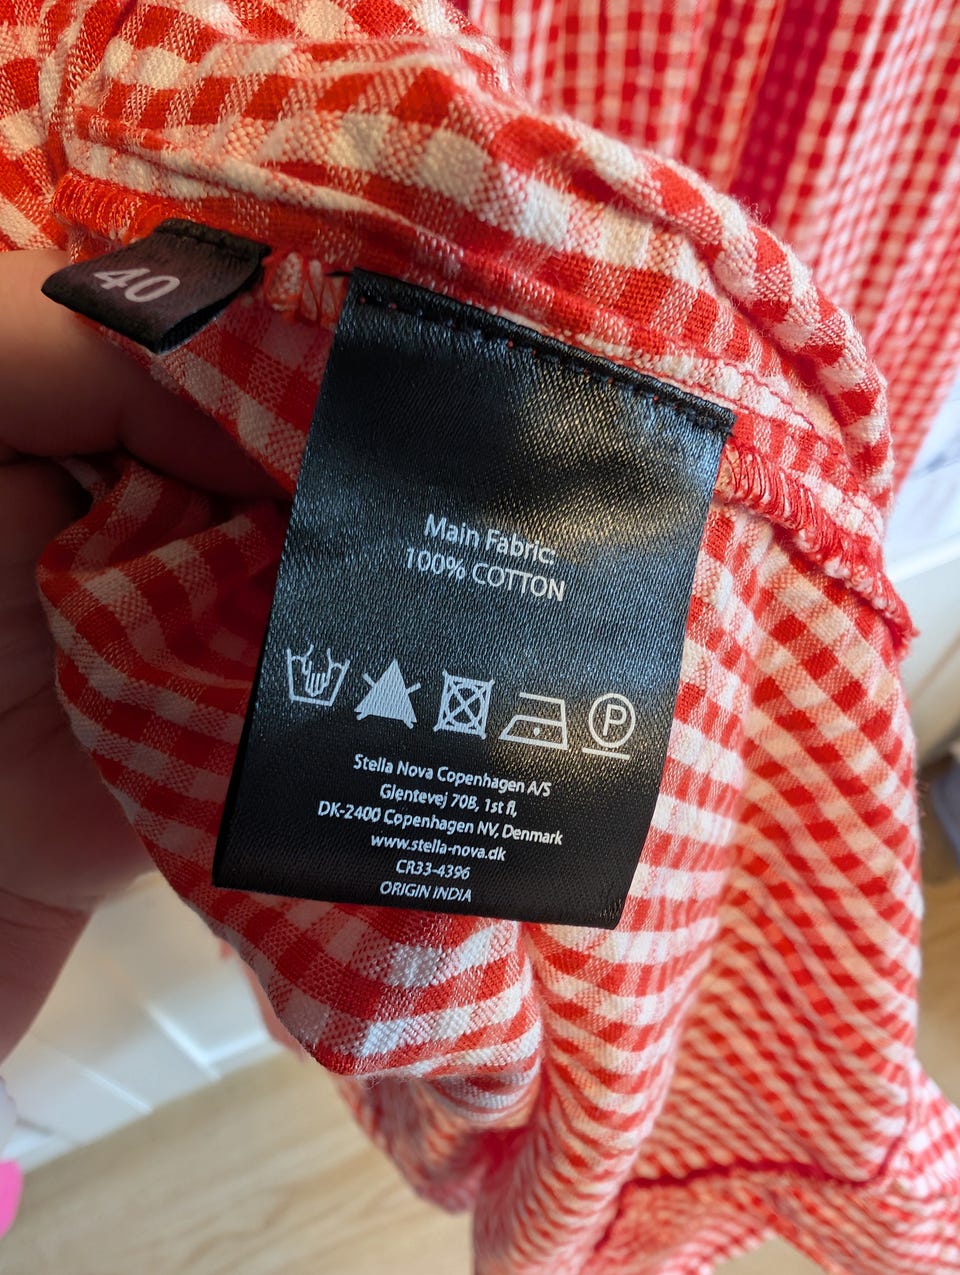 40
Main Fabric:
100% COTTON
P
Stella Nova Copenhagen A/S
Glentevej 70B, 1st fl,
DK-2400 Copenhagen NV, Denmark
www.stella-nova.dk
CR33-4396
ORIGIN INDIA